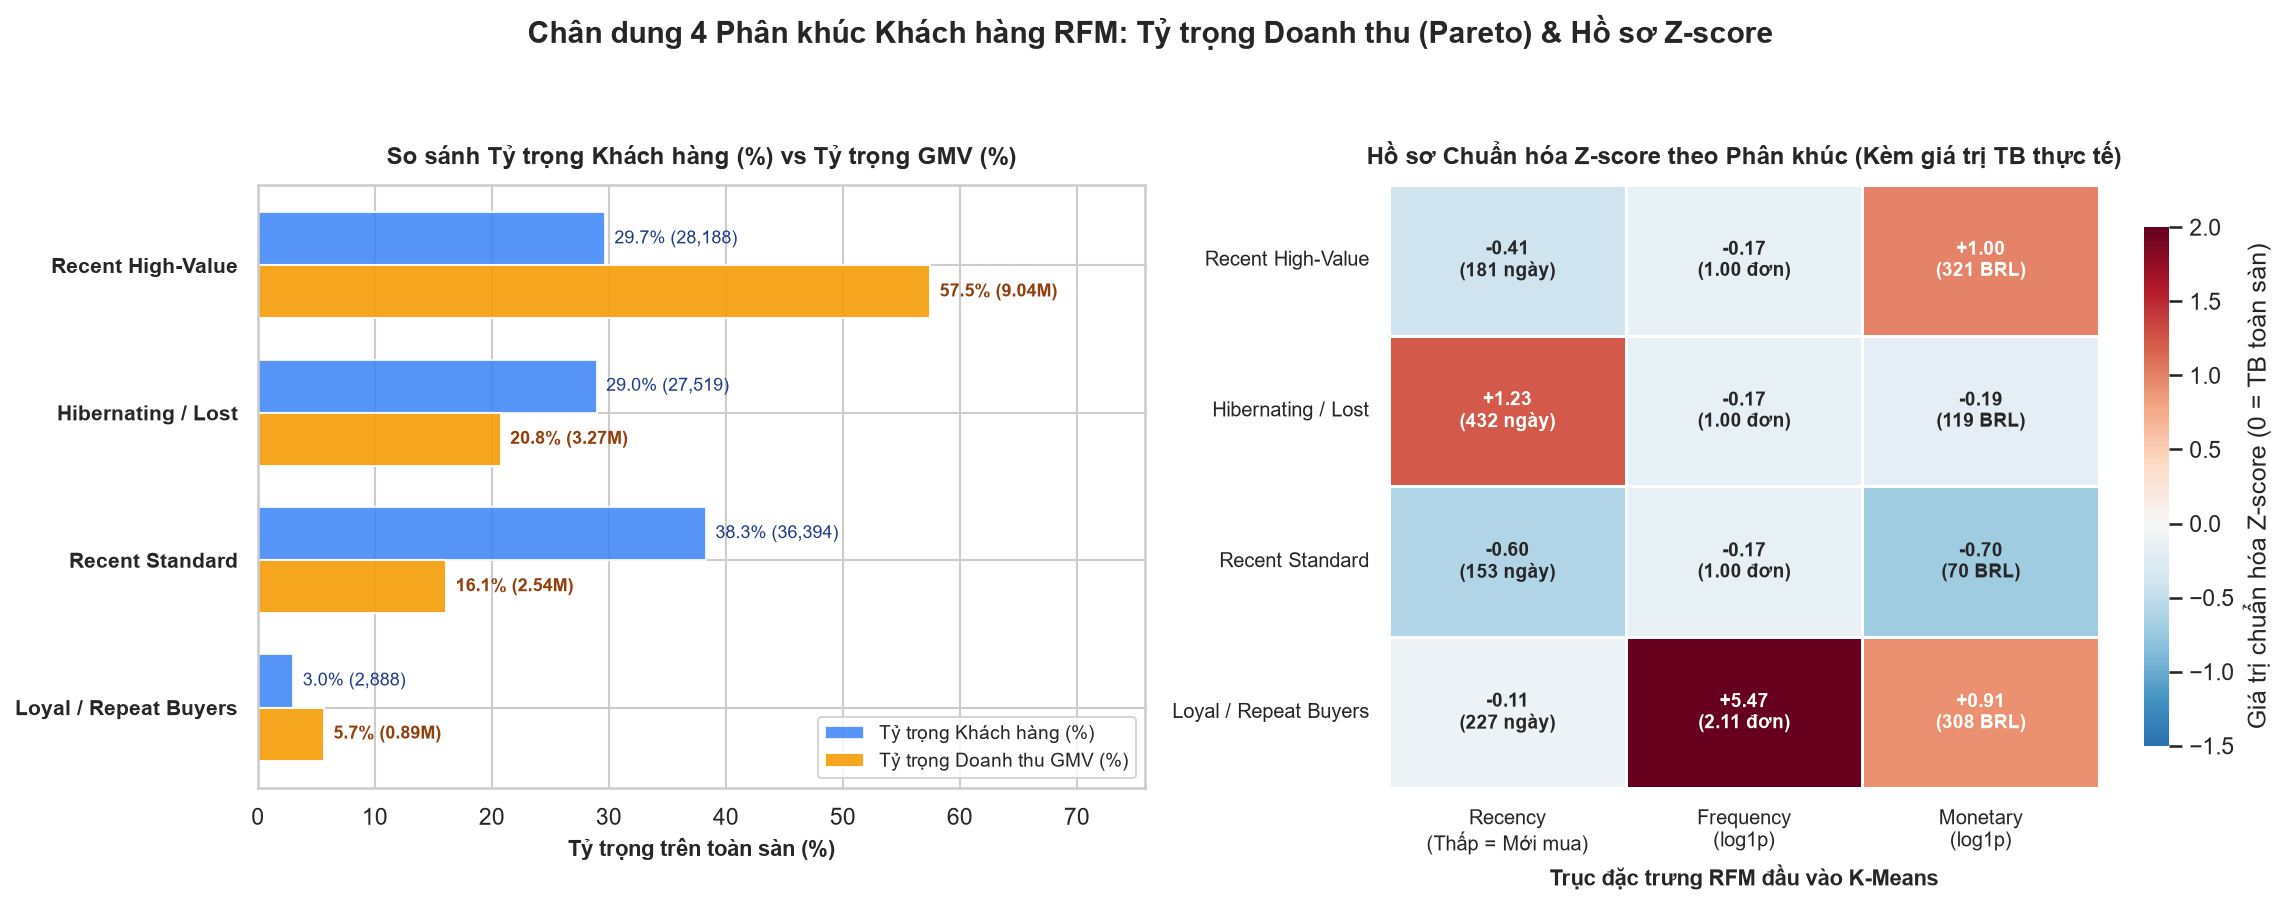 Chân dung 4 Phân khúc Khách hàng RFM: Tỷ trọng Doanh thu (Pareto) & Hồ sơ Z-score
So sánh Tỷ trọng Khách hàng (%) vs Tỷ trọng GMV (%)
Recent High-Value
29.7% (28,188)
57.5% (9.04M)
Hibernating / Lost
29.0% (27,519)
20.8% (3.27M)
Recent Standard
38.3% (36,394)
16.1% (2.54M)
Loyal / Repeat Buyers
3.0% (2,888)
5.7% (0.89M)
Tỷ trọng Khách hàng (%)
Tỷ trọng Doanh thu GMV (%)
0 10 20 30 40 50 60 70
Tỷ trọng trên toàn sàn (%)
Hồ sơ Chuẩn hóa Z-score theo Phân khúc (Kèm giá trị TB thực tế)
Recent High-Value
-0.41
(181 ngày)
-0.17
(1.00 đơn)
+1.00
(321 BRL)
Hibernating / Lost
+1.23
(432 ngày)
-0.17
(1.00 đơn)
-0.19
(119 BRL)
Recent Standard
-0.60
(153 ngày)
-0.17
(1.00 đơn)
-0.70
(70 BRL)
Loyal / Repeat Buyers
-0.11
(227 ngày)
+5.47
(2.11 đơn)
+0.91
(308 BRL)
Recency
(Thấp = Mới mua)
Frequency
(log1p)
Monetary
(log1p)
Trục đặc trưng RFM đầu vào K-Means
2.0
1.5
1.0
0.5
0.0
−0.5
−1.0
−1.5
Giá trị chuẩn hóa Z-score (0 = TB toàn sàn)